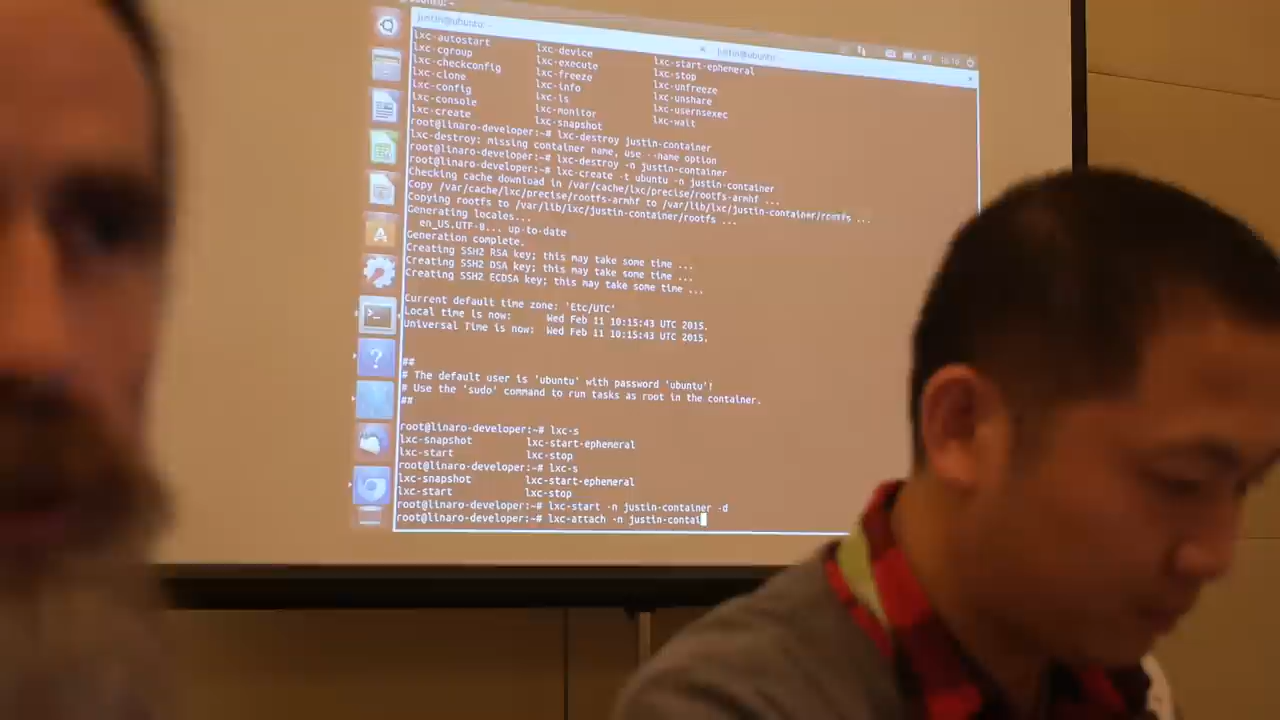 justin@ubuntu: ~
justin@ubuntu: ~
lxc-autostart lxc-device lxc-start-ephemeral
lxc-cgroup lxc-execute lxc-stop
lxc-checkconfig lxc-freeze lxc-unfreeze
lxc-clone lxc-info lxc-unshare
lxc-config lxc-ls lxc-usernsexec
lxc-console lxc-monitor lxc-wait
lxc-create lxc-snapshot
root@linaro-developer:~# lxc-destroy justin-container
lxc-destroy: missing container name, use --name option
root@linaro-developer:~# lxc-destroy -n justin-container
root@linaro-developer:~# lxc-create -t ubuntu -n justin-container
Checking cache download in /var/cache/lxc/precise/rootfs-armhf ...
Copy /var/cache/lxc/precise/rootfs-armhf to /var/lib/lxc/justin-container/rootfs ...
Copying rootfs to /var/lib/lxc/justin-container/rootfs ...
Generating locales...
en_US.UTF-8... up-to-date
Generation complete.
Creating SSH2 RSA key; this may take some time ...
Creating SSH2 DSA key; this may take some time ...
Creating SSH2 ECDSA key; this may take some time ...
Current default time zone: 'Etc/UTC'
Local time is now: Wed Feb 11 10:15:43 UTC 2015.
Universal Time is now: Wed Feb 11 10:15:43 UTC 2015.
##
# The default user is 'ubuntu' with password 'ubuntu'!
# Use the 'sudo' command to run tasks as root in the container.
##
root@linaro-developer:~# lxc-s
lxc-snapshot lxc-start-ephemeral
lxc-start lxc-stop
root@linaro-developer:~# lxc-s
lxc-snapshot lxc-start-ephemeral
lxc-start lxc-stop
root@linaro-developer:~# lxc-start -n justin-container -d
root@linaro-developer:~# lxc-attach -n justin-contai